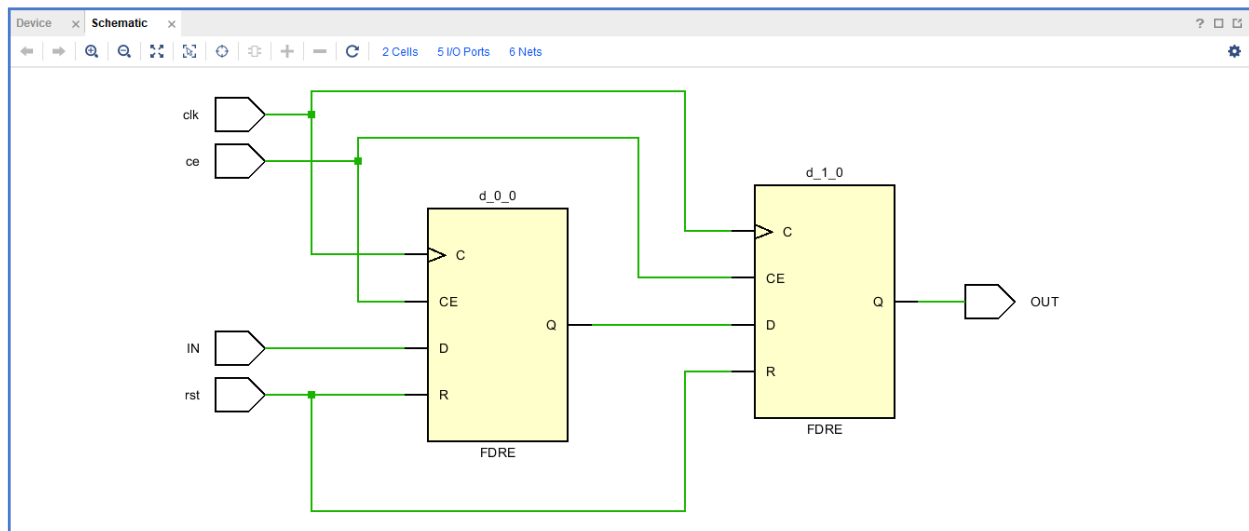 Device × Schematic × ?
2 Cells 5 I/O Ports 6 Nets
clk
ce
d_1_0
d_0_0
C
C
CE
CE
Q
OUT
Q
D
IN
D
R
rst
R
FDRE
FDRE